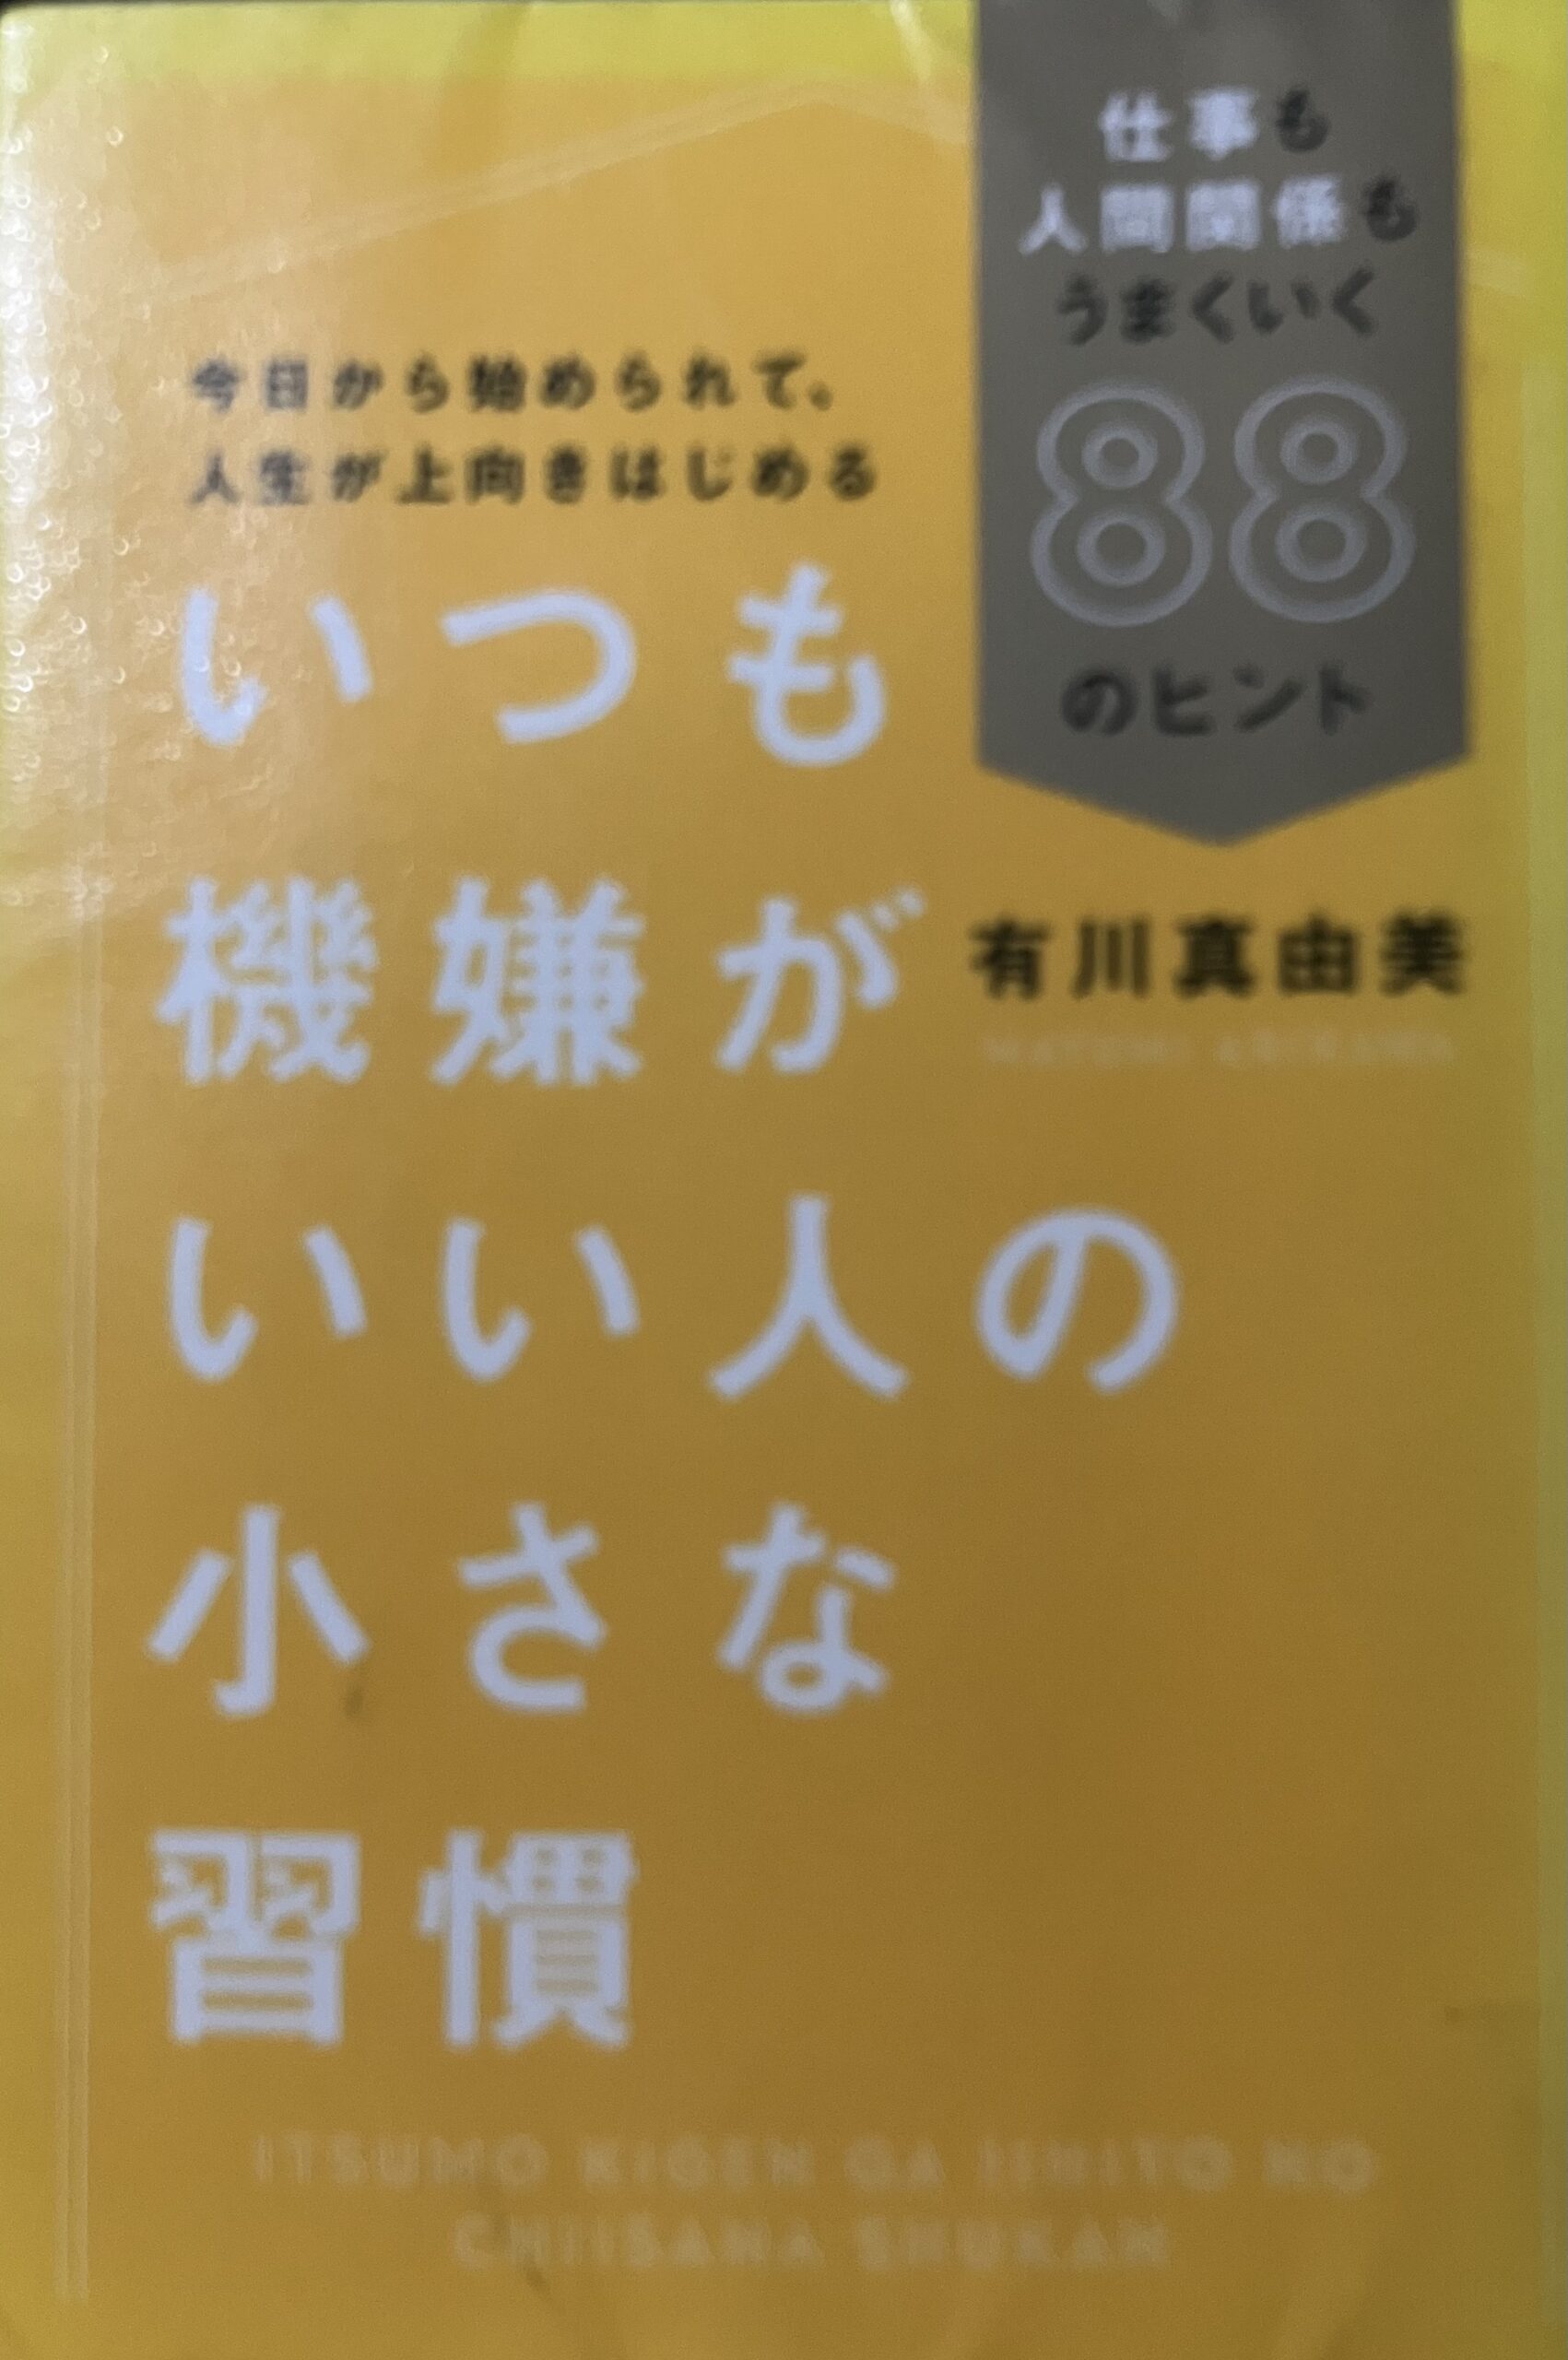 仕事も
人間関係も
うまくいく
88
のヒント
今日から始められて、
人生が上向きはじめる
いつも
機嫌が
いい人の
小さな
習慣
有川真由美
MAYUMI ARIKAWA
ITSUMO KIGEN GA IIHITO NO
CHIISANA SHUKAN